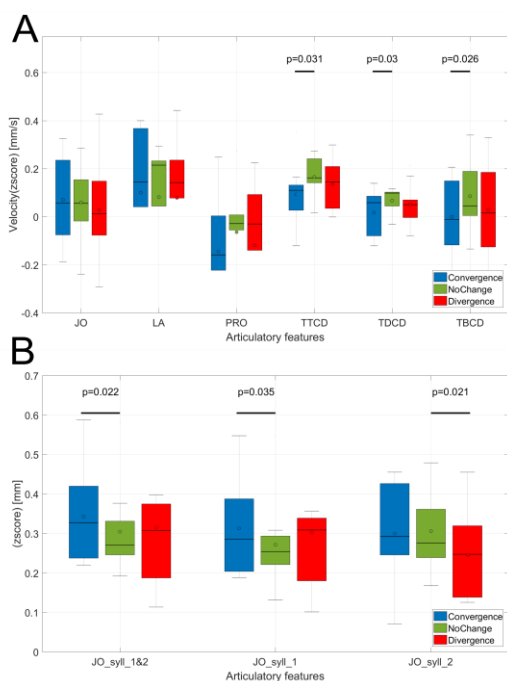 A
p=0.031 p=0.03 p=0.026
0.6
0.4
0.2
0
-0.2
-0.4
Velocity(zscore) [mm/s]
Convergence
NoChange
Divergence
JO LA PRO TTCD TDCD TBCD
Articulatory features
B
0.7
p=0.022 p=0.035 p=0.021
0.6
0.5
0.4
0.3
0.2
0.1
0
(zscore) [mm]
Convergence
NoChange
Divergence
JO_syll_1&2 JO_syll_1 JO_syll_2
Articulatory features